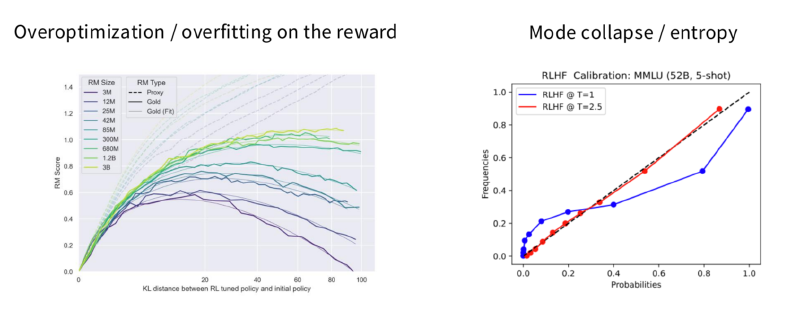 Overoptimization / overfitting on the reward
Mode collapse / entropy
RM Size
3M
12M
25M
42M
85M
300M
680M
1.2B
3B
RM Type
Proxy
Gold
Gold (Fit)
1.4
1.2
1.0
0.8
0.6
0.4
0.2
0.0
RM Score
0
20
40
60
80
100
KL distance between RL tuned policy and initial policy
RLHF Calibration: MMLU (52B, 5-shot)
RLHF @ T=1
RLHF @ T=2.5
1.0
0.8
0.6
0.4
0.2
0.0
Frequencies
0.0
0.2
0.4
0.6
0.8
1.0
Probabilities